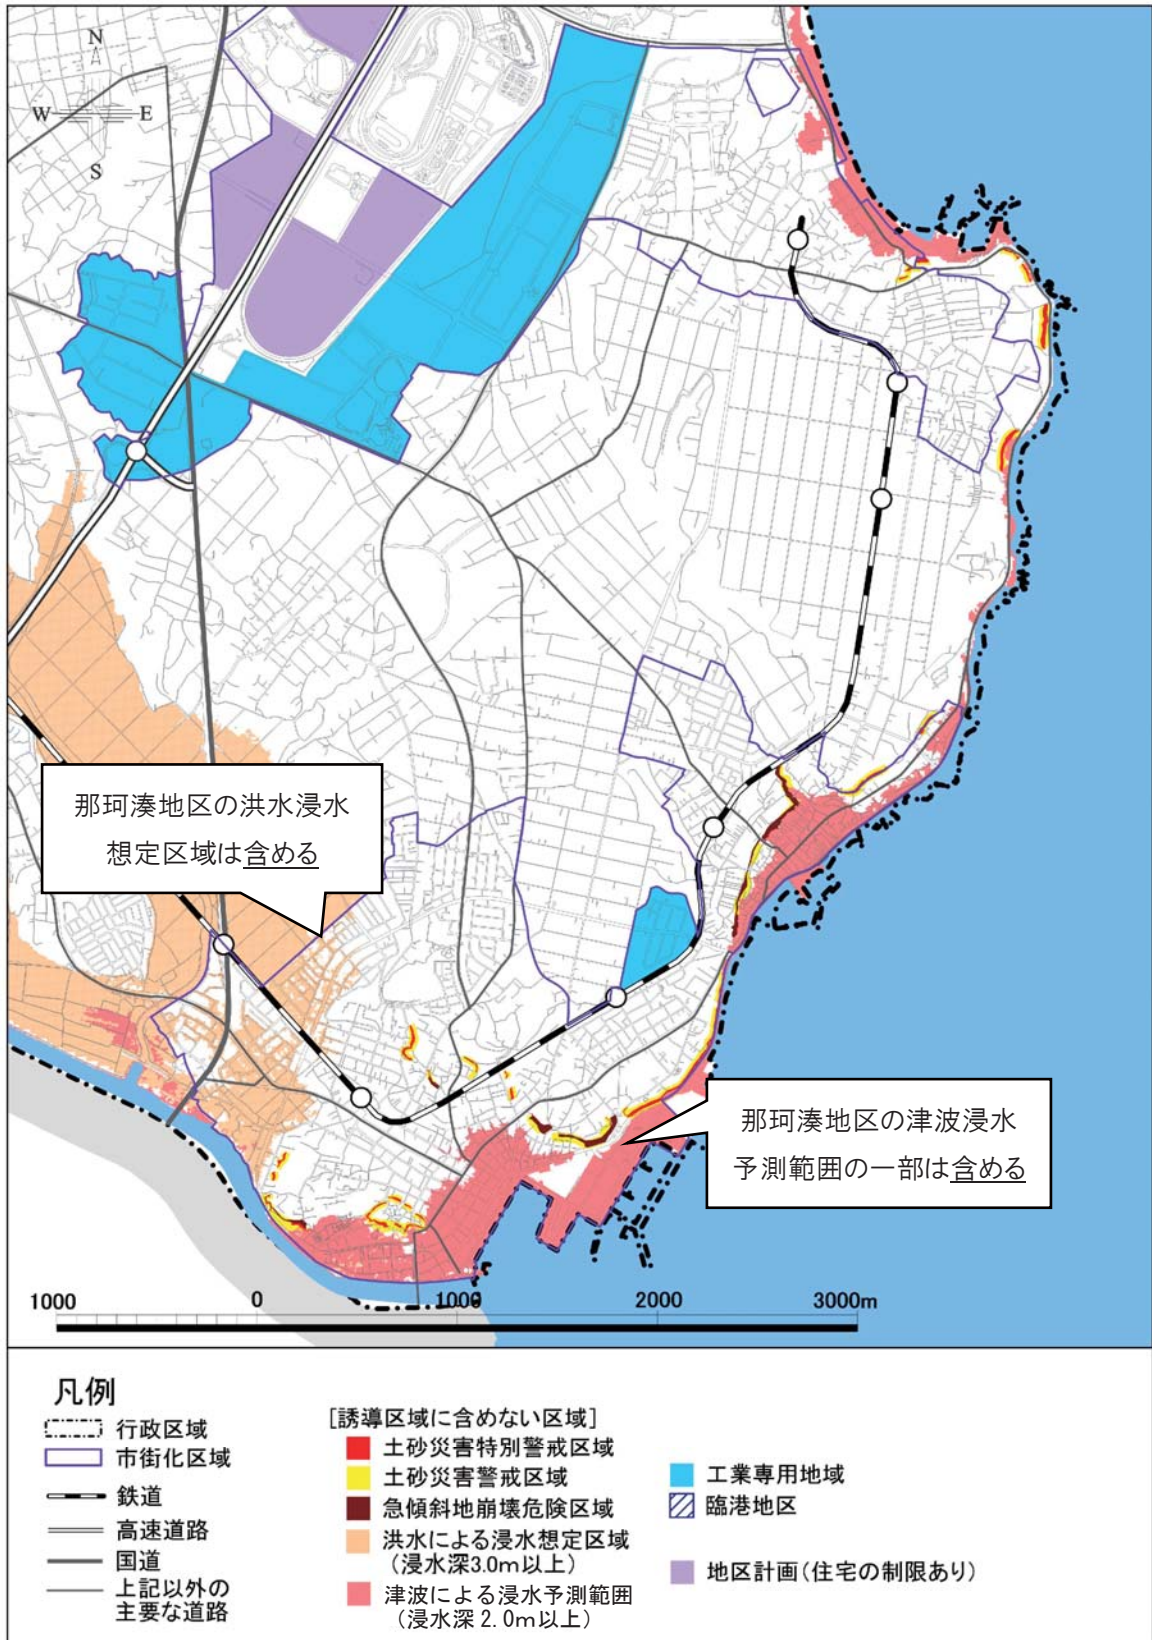 N
W E
S
那珂湊地区の洪水浸水
想定区域は含める
那珂湊地区の津波浸水
予測範囲の一部は含める
1000 0 1000 2000 3000m
凡例
行政区域
市街化区域
鉄道
高速道路
国道
上記以外の
主要な道路
[誘導区域に含めない区域]
土砂災害特別警戒区域
土砂災害警戒区域
急傾斜地崩壊危険区域
洪水による浸水想定区域
(浸水深3.0m以上)
津波による浸水予測範囲
(浸水深2.0m以上)
工業専用地域
臨港地区
地区計画(住宅の制限あり)